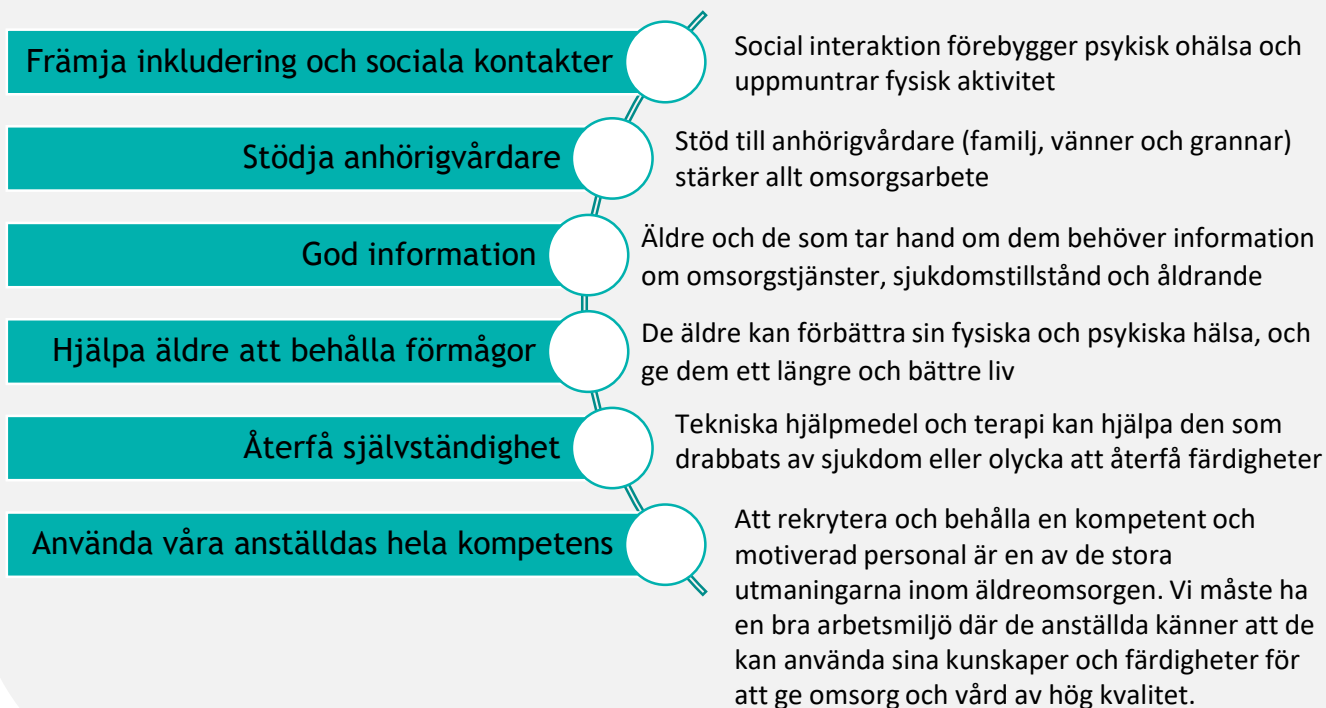 Främja inkludering och sociala kontakter
Social interaktion förebygger psykisk ohälsa och
uppmuntrar fysisk aktivitet
Stödja anhörigvårdare
Stöd till anhörigvårdare (familj, vänner och grannar)
stärker allt omsorgsarbete
God information
Äldre och de som tar hand om dem behöver information
om omsorgstjänster, sjukdomstillstånd och åldrande
Hjälpa äldre att behålla förmågor
De äldre kan förbättra sin fysiska och psykiska hälsa, och
ge dem ett längre och bättre liv
Återfå självständighet
Tekniska hjälpmedel och terapi kan hjälpa den som
drabbats av sjukdom eller olycka att återfå färdigheter
Använda våra anställdas hela kompetens
Att rekrytera och behålla en kompetent och
motiverad personal är en av de stora
utmaningarna inom äldreomsorgen. Vi måste ha
en bra arbetsmiljö där de anställda känner att de
kan använda sina kunskaper och färdigheter för
att ge omsorg och vård av hög kvalitet.